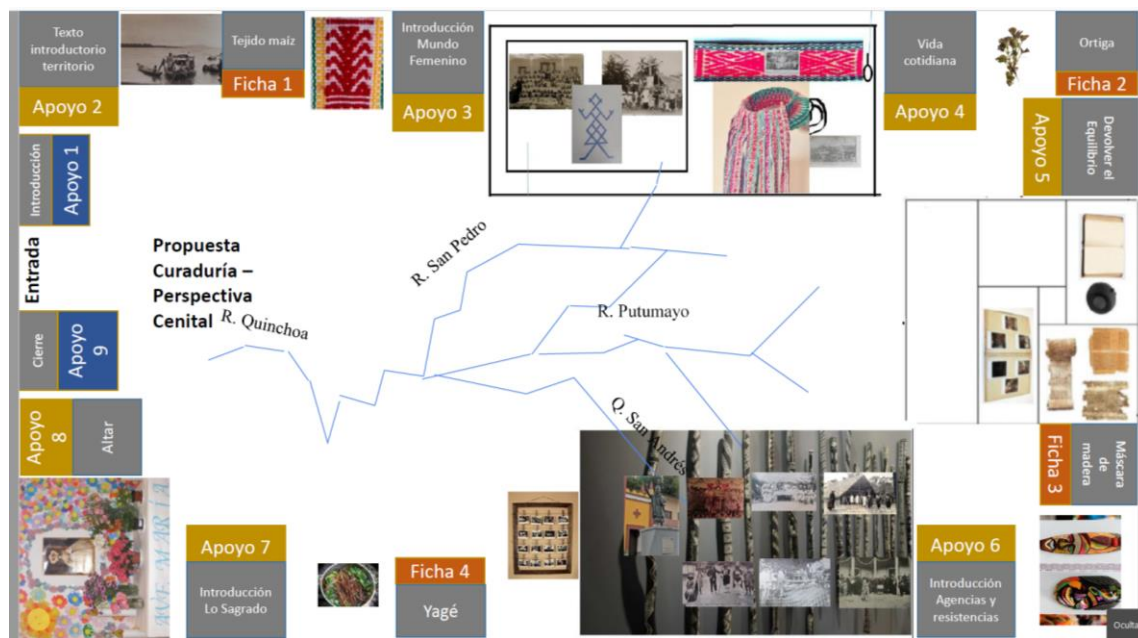 Texto
introductorio
territorio
Apoyo 2
Tejido maíz
Ficha 1
Introducción
Mundo
Femenino
Apoyo 3
Vida
cotidiana
Apoyo 4
Ortiga
Ficha 2
Apoyo 5
Devolver el
Equilibrio
Introducción
Apoyo 1
Entrada
Propuesta
Curaduría –
Perspectiva
Cenital
R. San Pedro
R. Quinchoa
R. Putumayo
Q. San Andrés
Cierre
Apoyo 9
Apoyo 8
Altar
AVE MARIA
Ficha 3
Máscara
de
madera
Apoyo 7
Introducción
Lo Sagrado
Ficha 4
Yagé
Apoyo 6
Introducción
Agencias y
resistencias